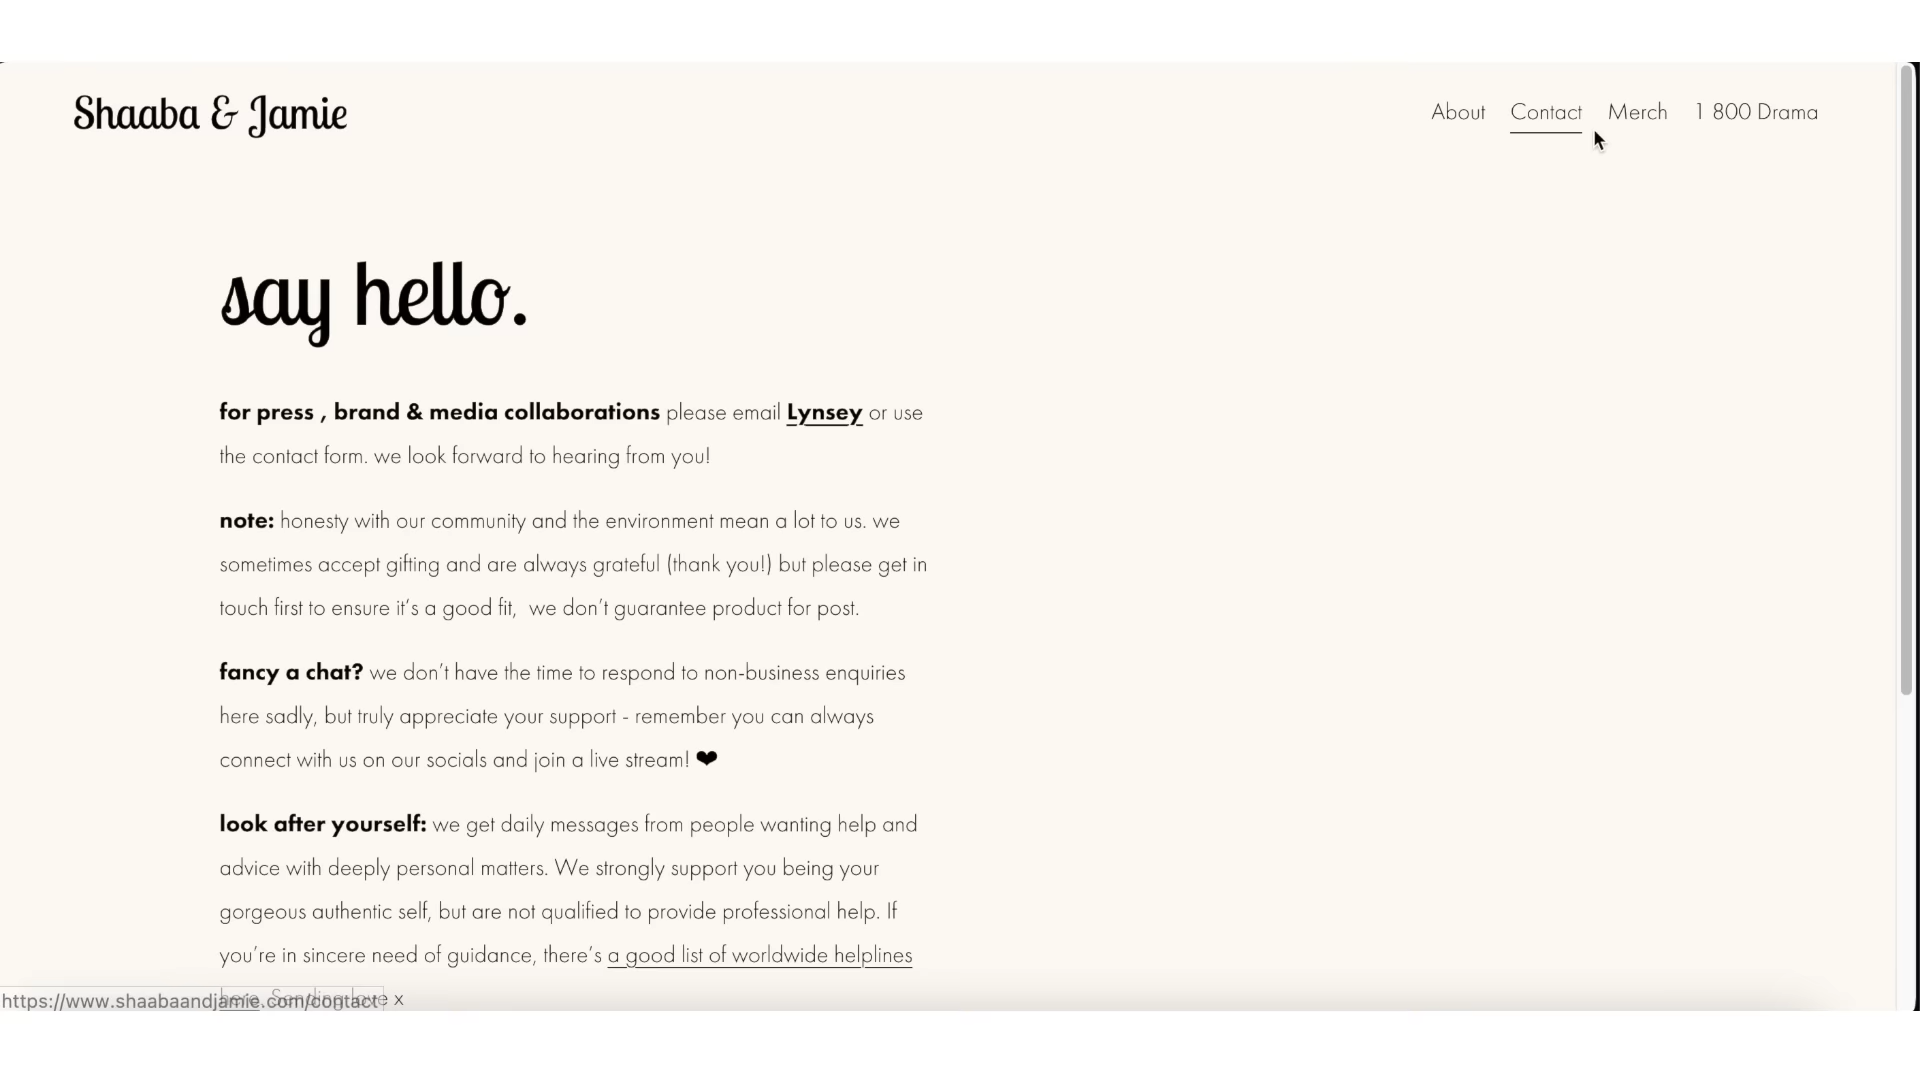 Shaaba & Jamie
About Contact Merch 1 800 Drama
say hello.
for press , brand & media collaborations please email Lynsey or use
the contact form. we look forward to hearing from you!
note: honesty with our community and the environment mean a lot to us. we
sometimes accept gifting and are always grateful (thank you!) but please get in
touch first to ensure it’s a good fit,  we don’t guarantee product for post.
fancy a chat? we don’t have the time to respond to non-business enquiries
here sadly, but truly appreciate your support - remember you can always
connect with us on our socials and join a live stream! ❤
look after yourself: we get daily messages from people wanting help and
advice with deeply personal matters. We strongly support you being your
gorgeous authentic self, but are not qualified to provide professional help. If
you’re in sincere need of guidance, there’s a good list of worldwide helplines
here. Sending love x
https://www.shaabaandjamie.com/contact